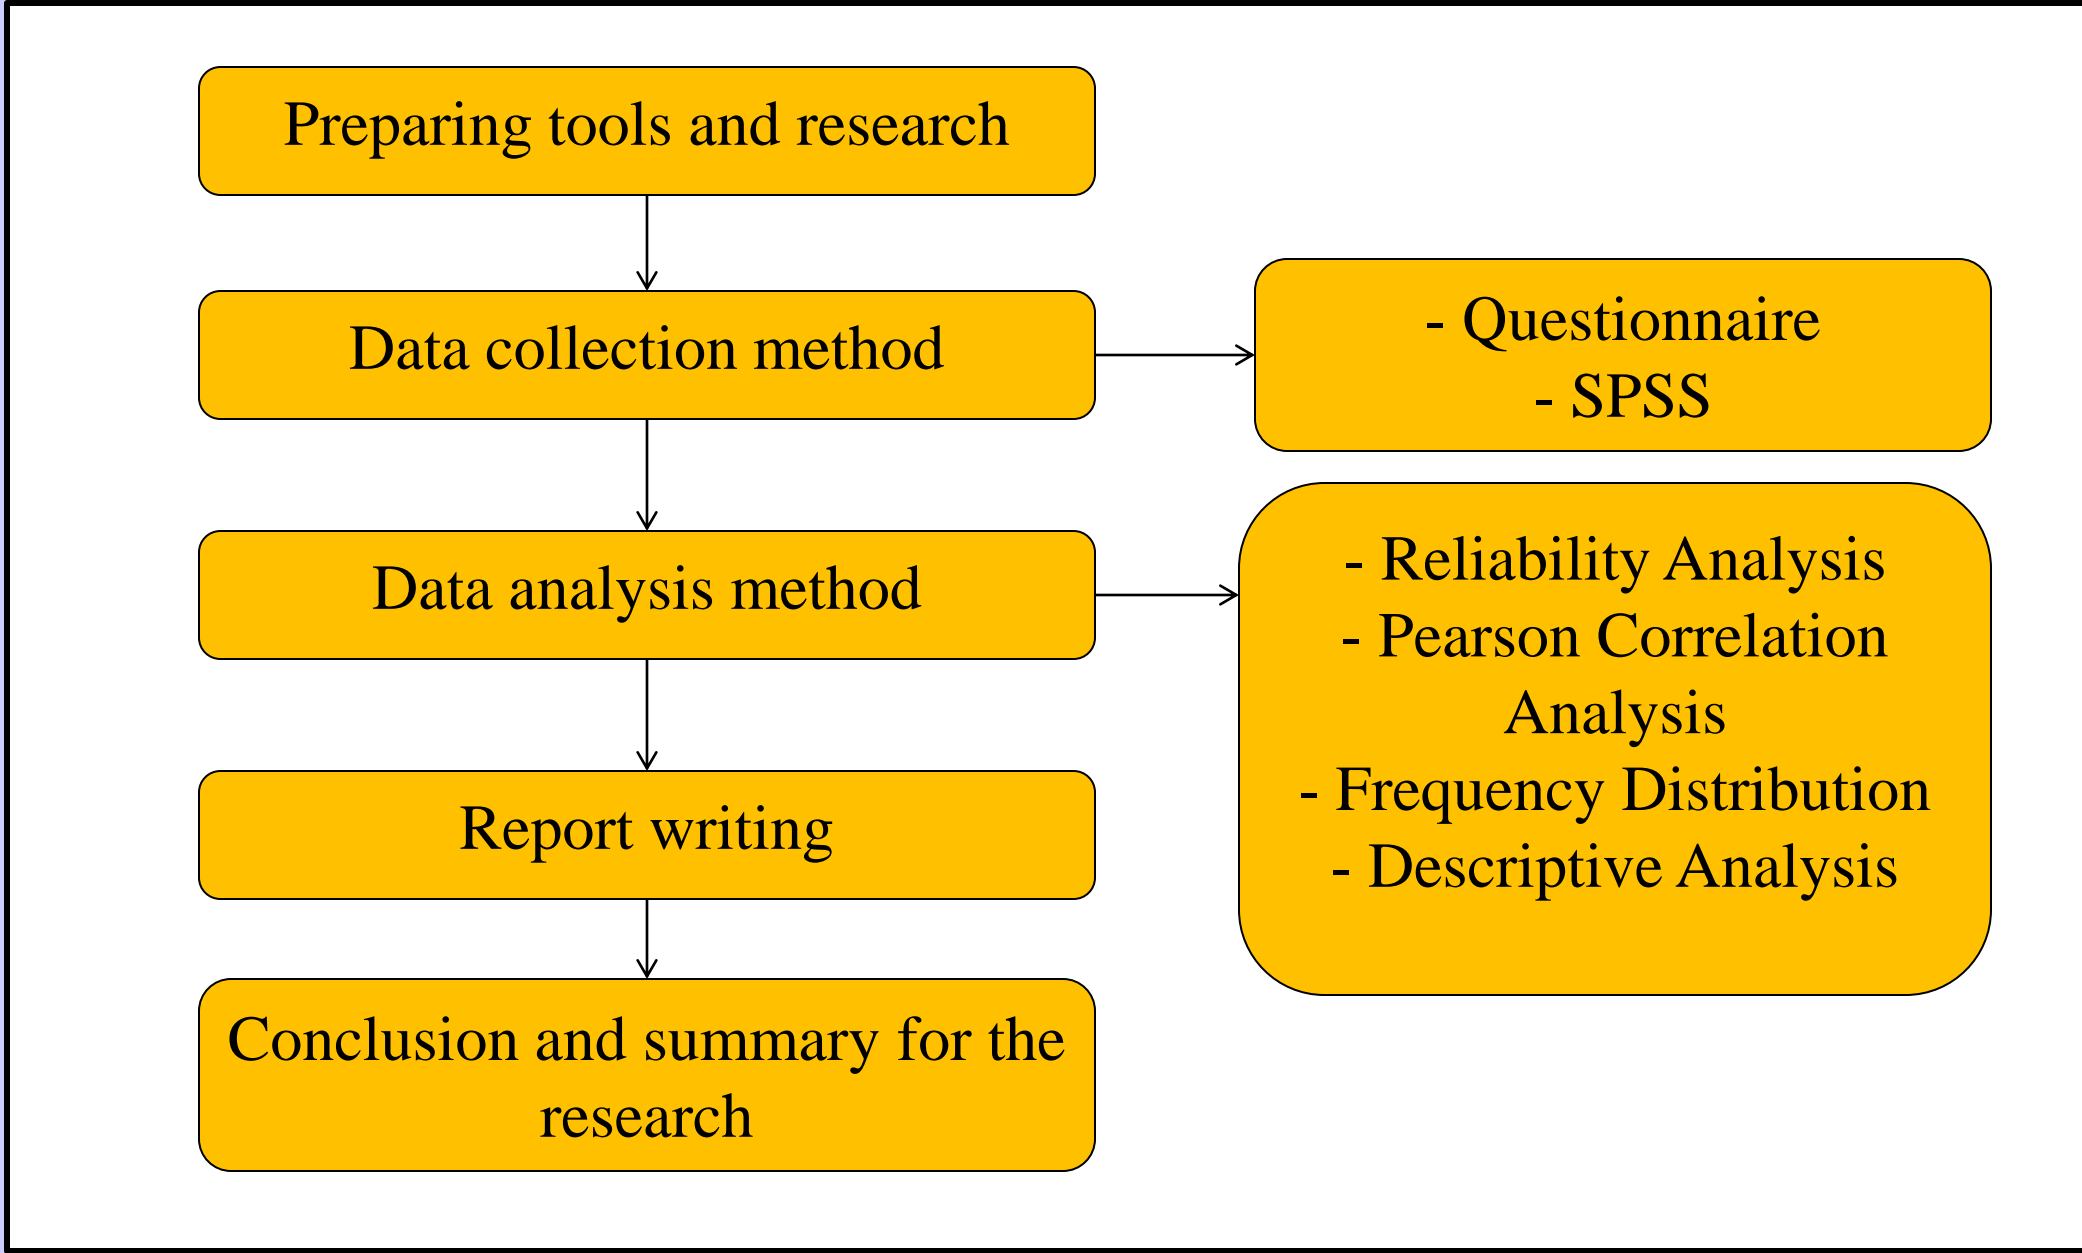 Preparing tools and research
Data collection method
- Questionnaire
- SPSS
Data analysis method
- Reliability Analysis
- Pearson Correlation
Analysis
- Frequency Distribution
- Descriptive Analysis
Report writing
Conclusion and summary for the
research